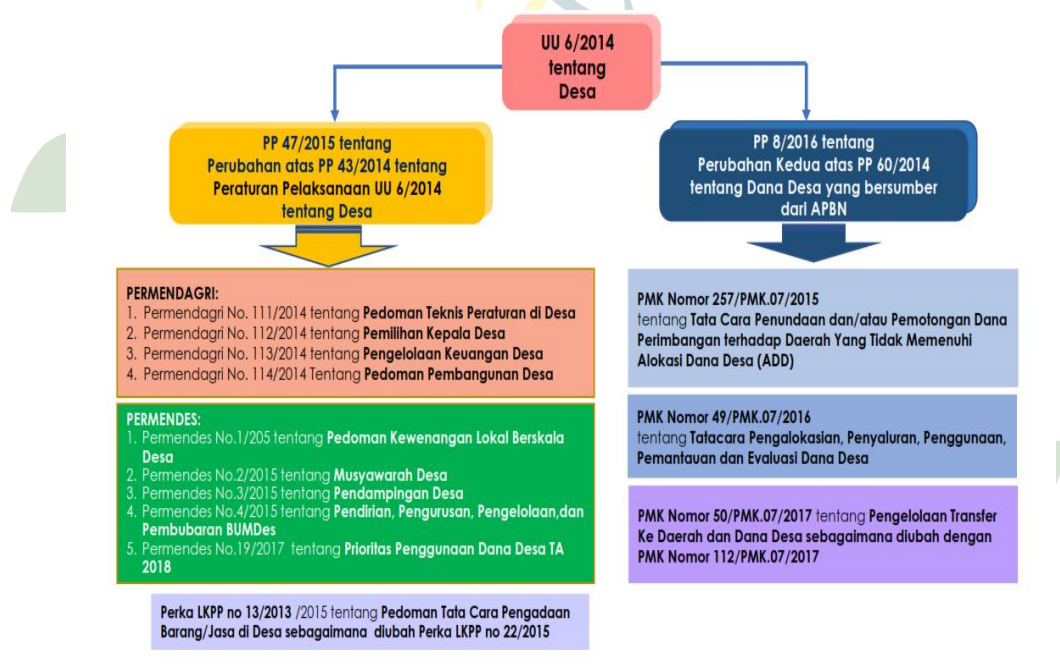 UU 6/2014
tentang
Desa
PP 47/2015 tentang
Perubahan atas PP 43/2014 tentang
Peraturan Pelaksanaan UU 6/2014
tentang Desa
PERMENDAGRI:
1. Permendagri No. 111/2014 tentang Pedoman Teknis Peraturan di Desa
2. Permendagri No. 112/2014 tentang Pemilihan Kepala Desa
3. Permendagri No. 113/2014 tentang Pengelolaan Keuangan Desa
4. Permendagri No. 114/2014 Tentang Pedoman Pembangunan Desa
PERMENDES:
1. Permendes No.1/205 tentang Pedoman Kewenangan Lokal Berskala
Desa
2. Permendes No.2/2015 tentang Musyawarah Desa
3. Permendes No.3/2015 tentang Pendampingan Desa
4. Permendes No.4/2015 tentang Pendirian, Pengurusan, Pengelolaan,dan
Pembubaran BUMDes
5. Permendes No.19/2017 tentang Prioritas Penggunaan Dana Desa TA
2018
Perka LKPP no 13/2013 /2015 tentang Pedoman Tata Cara Pengadaan
Barang/Jasa di Desa sebagaimana diubah Perka LKPP no 22/2015
PP 8/2016 tentang
Perubahan Kedua atas PP 60/2014
tentang Dana Desa yang bersumber
dari APBN
PMK Nomor 257/PMK.07/2015
tentang Tata Cara Penundaan dan/atau Pemotongan Dana
Perimbangan terhadap Daerah Yang Tidak Memenuhi
Alokasi Dana Desa (ADD)
PMK Nomor 49/PMK.07/2016
tentang Tatacara Pengalokasian, Penyaluran, Penggunaan,
Pemantauan dan Evaluasi Dana Desa
PMK Nomor 50/PMK.07/2017 tentang Pengelolaan Transfer
Ke Daerah dan Dana Desa sebagaimana diubah dengan
PMK Nomor 112/PMK.07/2017